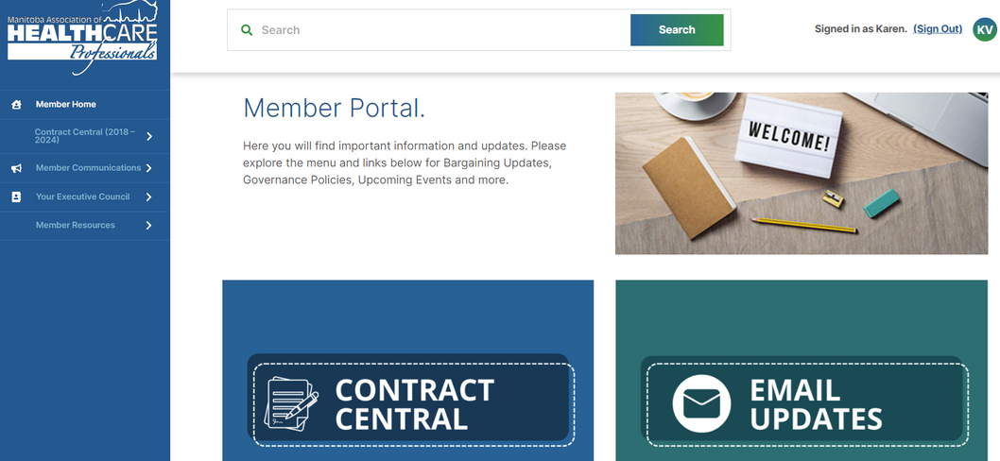 Manitoba Association of
HEALTHCARE
Professionals
Member Home
Contract Central (2018 –
2024)
Member Communications
Your Executive Council
Member Resources
Search
Search
Signed in as Karen. (Sign Out)
KV
Member Portal.
Here you will find important information and updates. Please
explore the menu and links below for Bargaining Updates,
Governance Policies, Upcoming Events and more.
WELCOME!
CONTRACT
CENTRAL
EMAIL
UPDATES